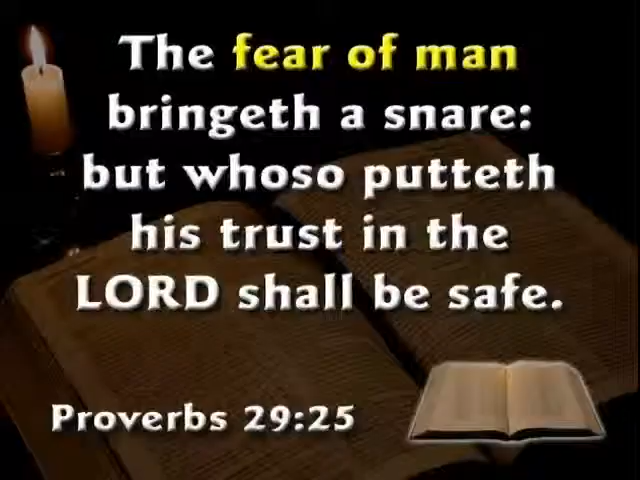 The fear of man
bringeth a snare:
but whoso putteth
his trust in the
LORD shall be safe.
Proverbs 29:25